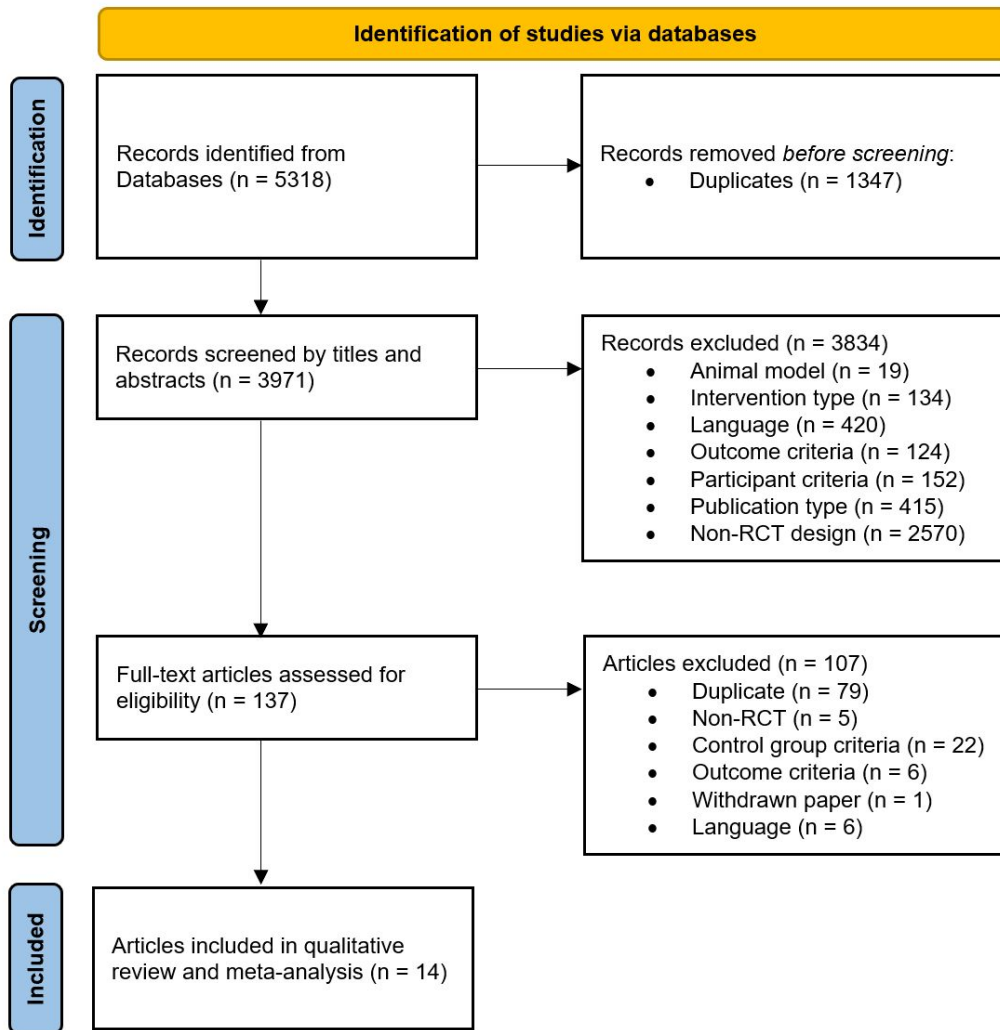 Identification of studies via databases
Identification
Records identified from
Databases (n = 5318)
Records removed before screening:
• Duplicates (n = 1347)
Screening
Records screened by titles and
abstracts (n = 3971)
Records excluded (n = 3834)
• Animal model (n = 19)
• Intervention type (n = 134)
• Language (n = 420)
• Outcome criteria (n = 124)
• Participant criteria (n = 152)
• Publication type (n = 415)
• Non-RCT design (n = 2570)
Full-text articles assessed for
eligibility (n = 137)
Articles excluded (n = 107)
• Duplicate (n = 79)
• Non-RCT (n = 5)
• Control group criteria (n = 22)
• Outcome criteria (n = 6)
• Withdrawn paper (n = 1)
• Language (n = 6)
Included
Articles included in qualitative
review and meta-analysis (n = 14)